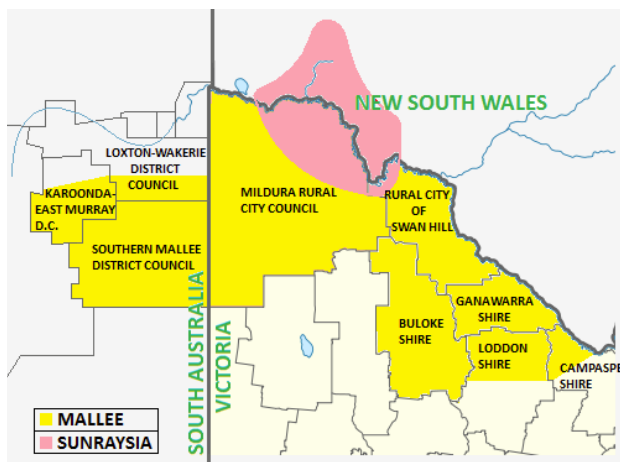 NEW SOUTH WALES
LOXTON-WAKERIE
DISTRICT
COUNCIL
KAROONDA-
EAST MURRAY
D.C.
MILDURA RURAL
CITY COUNCIL
RURAL CITY
OF
SWAN HILL
SOUTHERN MALLEE
DISTRICT COUNCIL
GANAWARRA
SHIRE
BULOKE
SHIRE
LODDON
SHIRE
CAMPASPE
SHIRE
SOUTH AUSTRALIA
VICTORIA
MALLEE
SUNRAYSIA